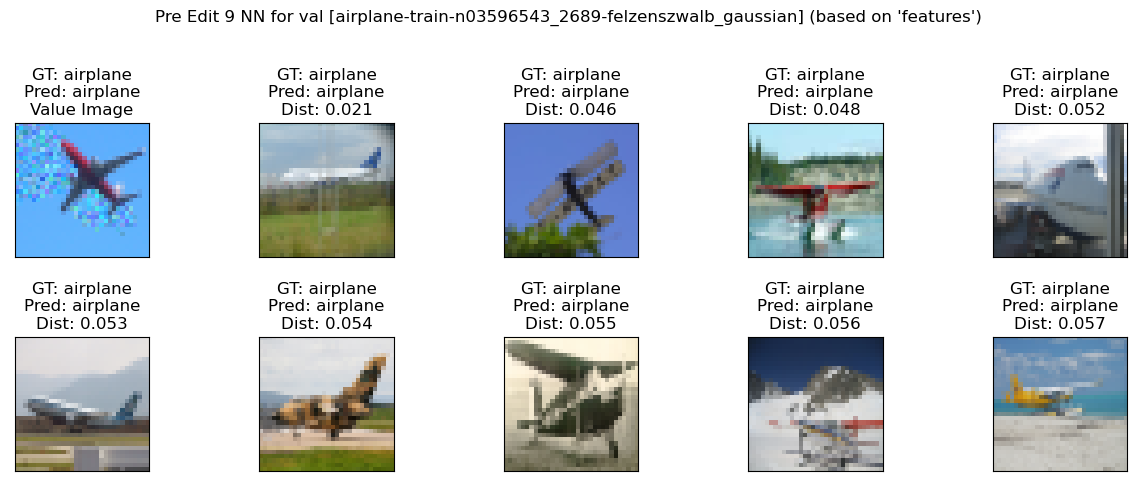 Pre Edit 9 NN for val [airplane-train-n03596543_2689-felzenszwalb_gaussian] (based on 'features')
GT: airplane
Pred: airplane
Value Image
GT: airplane
Pred: airplane
Dist: 0.021
GT: airplane
Pred: airplane
Dist: 0.046
GT: airplane
Pred: airplane
Dist: 0.048
GT: airplane
Pred: airplane
Dist: 0.052
GT: airplane
Pred: airplane
Dist: 0.053
GT: airplane
Pred: airplane
Dist: 0.054
GT: airplane
Pred: airplane
Dist: 0.055
GT: airplane
Pred: airplane
Dist: 0.056
GT: airplane
Pred: airplane
Dist: 0.057